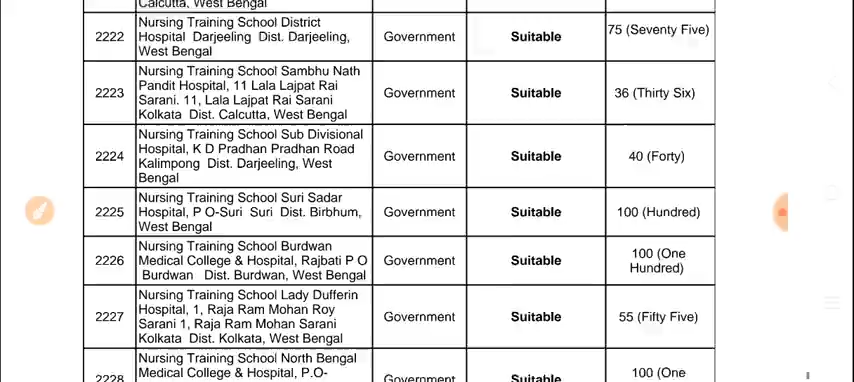 Calcutta, West Bengal
2222
Nursing Training School District
Hospital Darjeeling Dist. Darjeeling,
West Bengal
Government
Suitable
75 (Seventy Five)
2223
Nursing Training School Sambhu Nath
Pandit Hospital, 11 Lala Lajpat Rai
Sarani. 11, Lala Lajpat Rai Sarani
Kolkata Dist. Calcutta, West Bengal
Government
Suitable
36 (Thirty Six)
2224
Nursing Training School Sub Divisional
Hospital, K D Pradhan Pradhan Road
Kalimpong Dist. Darjeeling, West
Bengal
Government
Suitable
40 (Forty)
2225
Nursing Training School Suri Sadar
Hospital, P O-Suri Suri Dist. Birbhum,
West Bengal
Government
Suitable
100 (Hundred)
2226
Nursing Training School Burdwan
Medical College & Hospital, Rajbati P O
Burdwan Dist. Burdwan, West Bengal
Government
Suitable
100 (One
Hundred)
2227
Nursing Training School Lady Dufferin
Hospital, 1, Raja Ram Mohan Roy
Sarani 1, Raja Ram Mohan Sarani
Kolkata Dist. Kolkata, West Bengal
Government
Suitable
55 (Fifty Five)
2228
Nursing Training School North Bengal
Medical College & Hospital, P.O-
Government
Suitable
100 (One